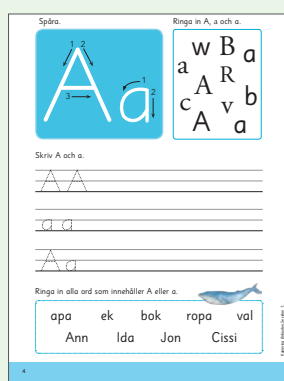 Spåra.
1 2
3
1
2
Ringa in A, a och ɑ.
w B a
a R
A
c v b
A a
Skriv A och a.
A A
a a
A a
Ringa in alla ord som innehåller A eller a.
apa ek bok ropa val
Ann Ida Jon Cissi
4